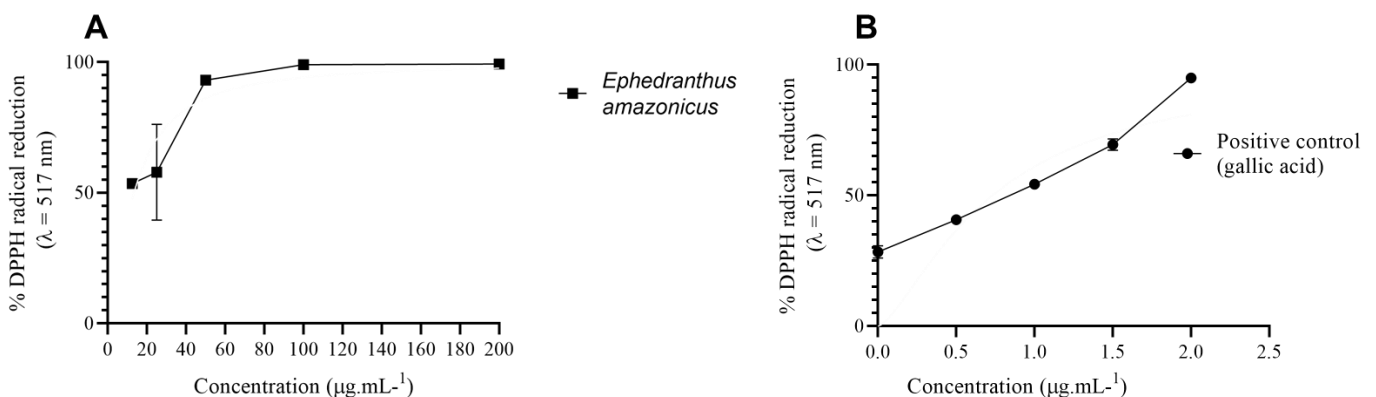 A
% DPPH radical reduction
(λ = 517 nm)
100
50
0
0 20 40 60 80 100 120 140 160 180 200
Concentration (μg.mL-¹)
Ephedranthus
amazonicus
B
% DPPH radical reduction
(λ = 517 nm)
100
50
0
0.0 0.5 1.0 1.5 2.0 2.5
Concentration (μg.mL-¹)
Positive control
(gallic acid)